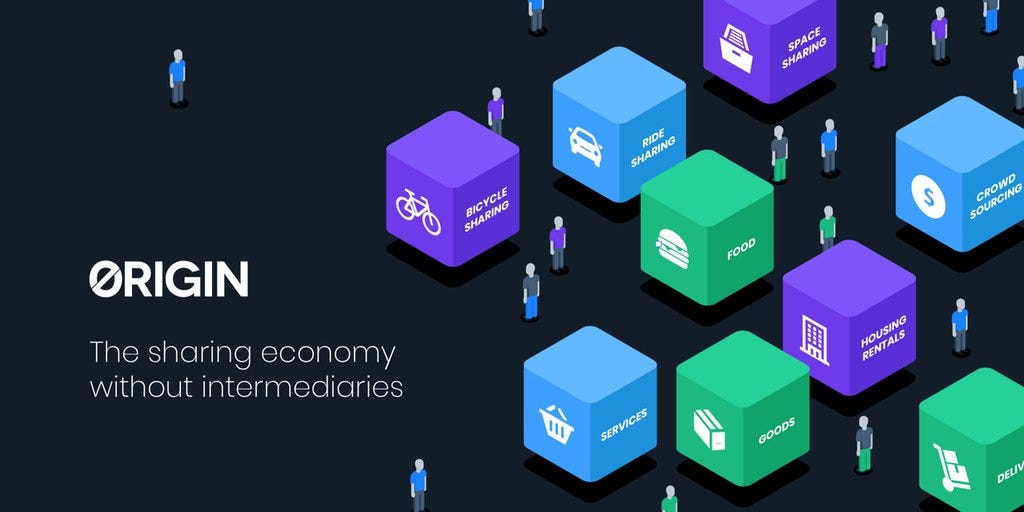 ØRIGIN
The sharing economy
without intermediaries
SPACE
SHARING
RIDE
SHARING
BICYCLE
SHARING
CROWD
SOURCING
FOOD
HOUSING
RENTALS
SERVICES
GOODS
DELIV